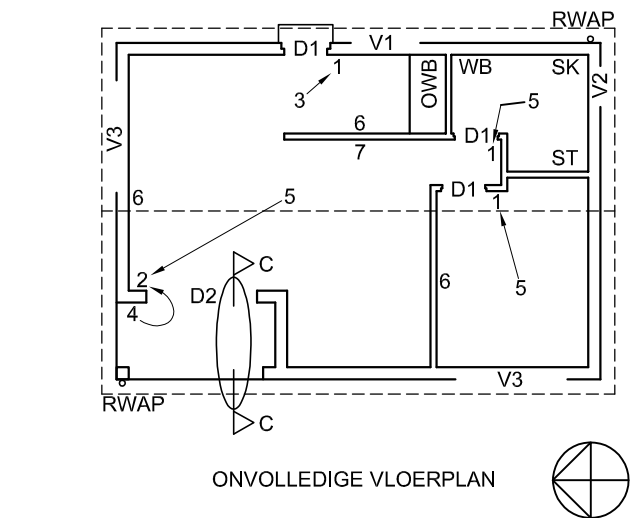 RWAP
D1 V1
1
WB SK
V2
OWB
3
5
6
D1
V3
7
1
ST
D1
6
5
1
C
2
D2
6
5
4
V3
RWAP
C
ONVOLLEDIGE VLOERPLAN